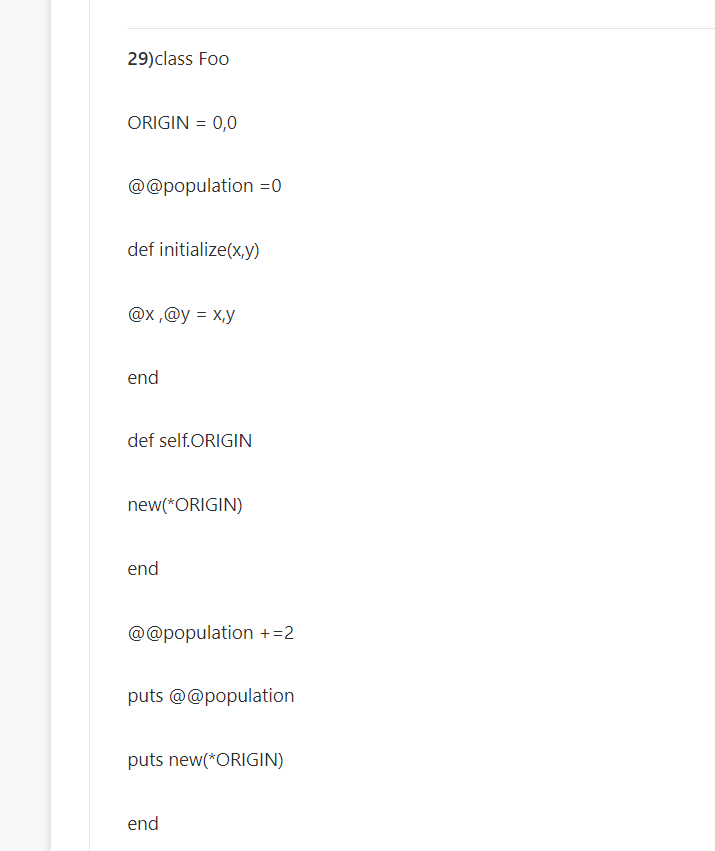 29)class Foo
ORIGIN = 0,0
@@population =0
def initialize(x,y)
@x ,@y = x,y
end
def self.ORIGIN
new(*ORIGIN)
end
@@population +=2
puts @@population
puts new(*ORIGIN)
end